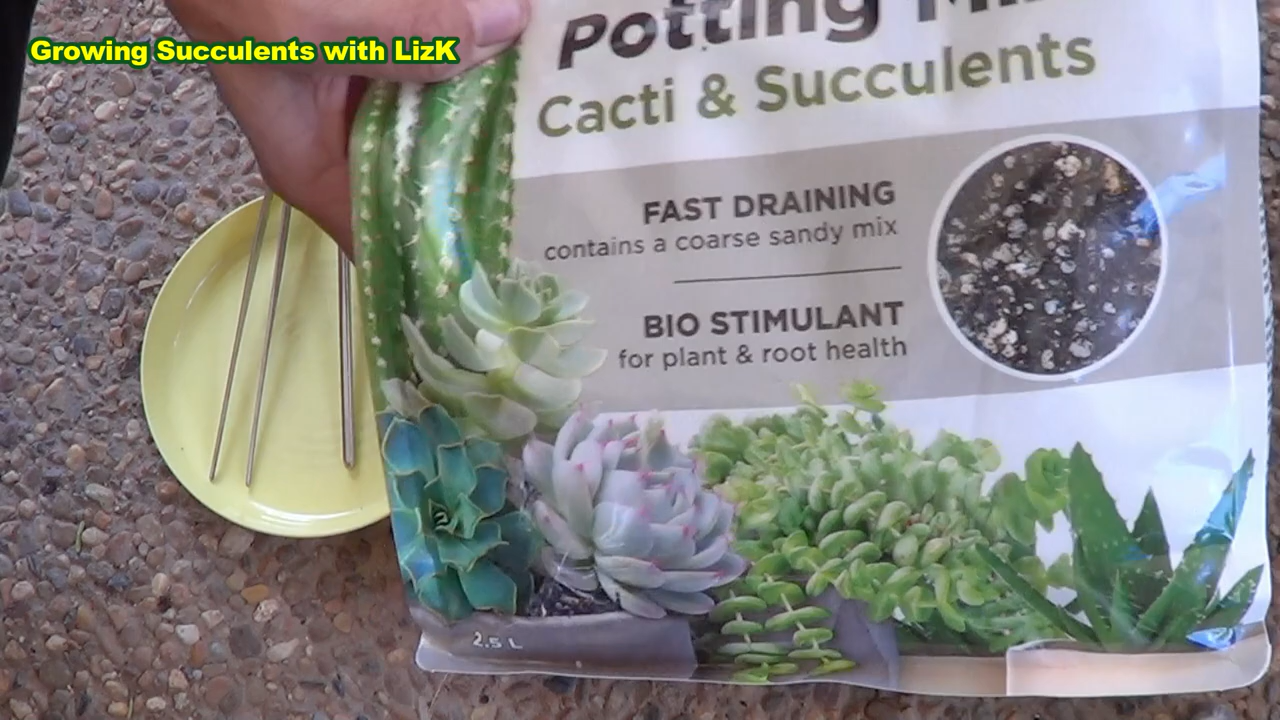 Growing Succulents with LizK
Potting
Cacti & Succulents
FAST DRAINING
contains a coarse sandy mix
BIO STIMULANT
for plant & root health
2.5 L